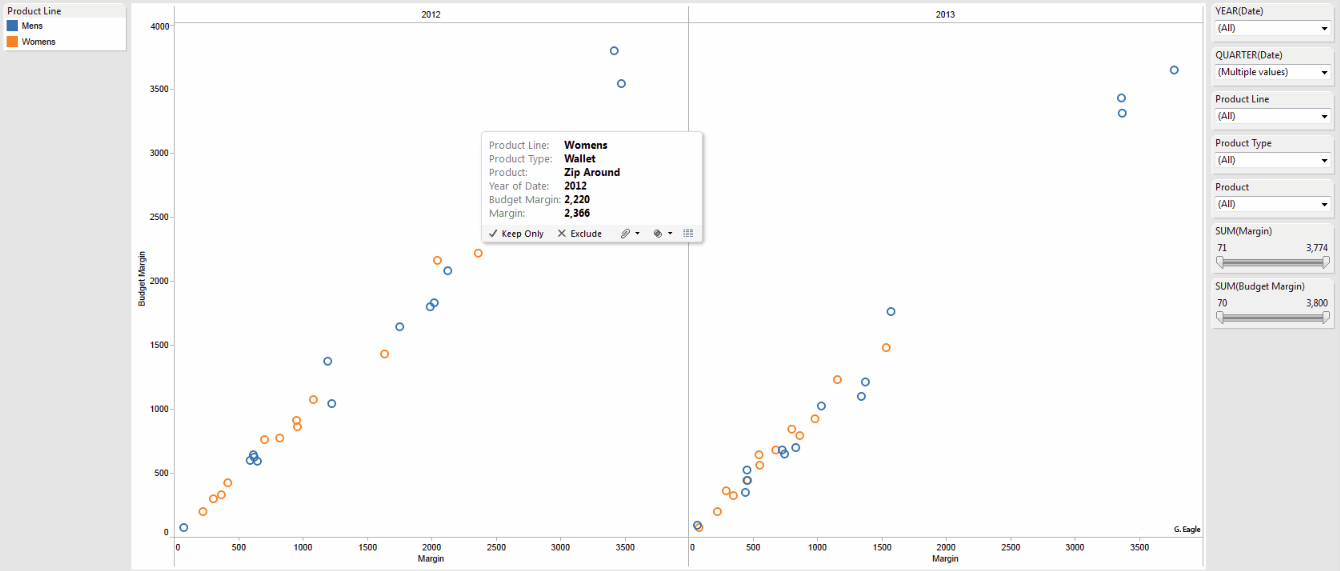 Product Line
Mens
Womens
2012
2013
4000
3500
3000
2500
2000
1500
1000
500
0
Budget Margin
Product Line: Womens
Product Type: Wallet
Product: Zip Around
Year of Date: 2012
Budget Margin: 2,220
Margin: 2,366
Keep Only Exclude
G. Eagle
0 500 1000 1500 2000 2500 3000 3500
Margin
0 500 1000 1500 2000 2500 3000 3500
Margin
YEAR(Date)
(All)
QUARTER(Date)
(Multiple values)
Product Line
(All)
Product Type
(All)
Product
(All)
SUM(Margin)
71 3,774
SUM(Budget Margin)
70 3,800